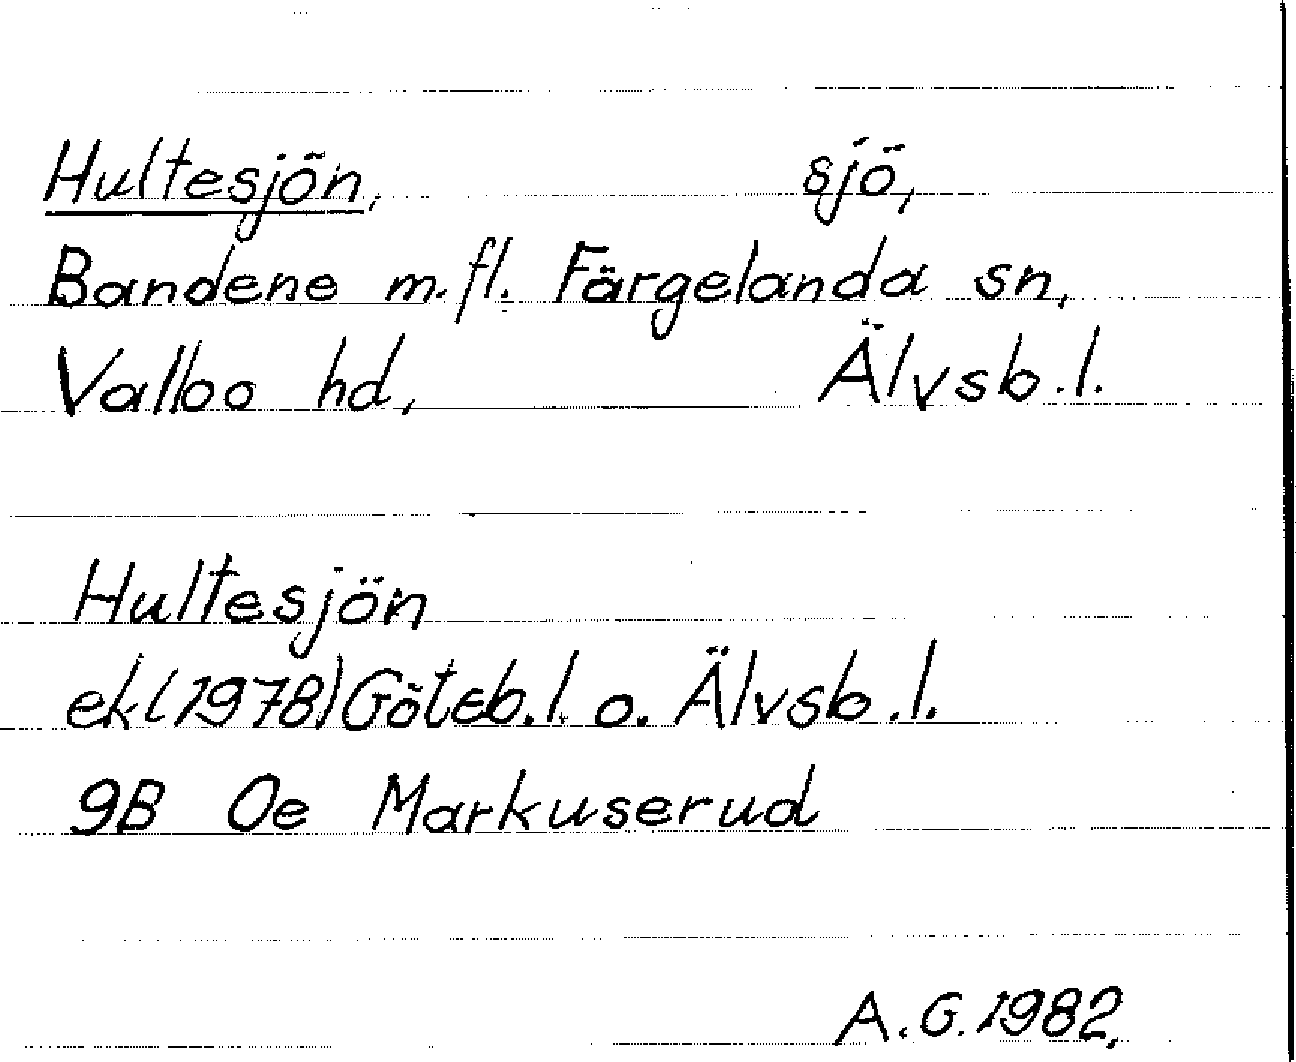 Hultesjön, sjö,
Bandene m.fl. Färgelanda sn,
Valbo hd, Älvsb.l.
Hultesjön
ek(1978)Göteb.l. o. Älvsb.l.
9B 0e Markuserud
A.G.1982.